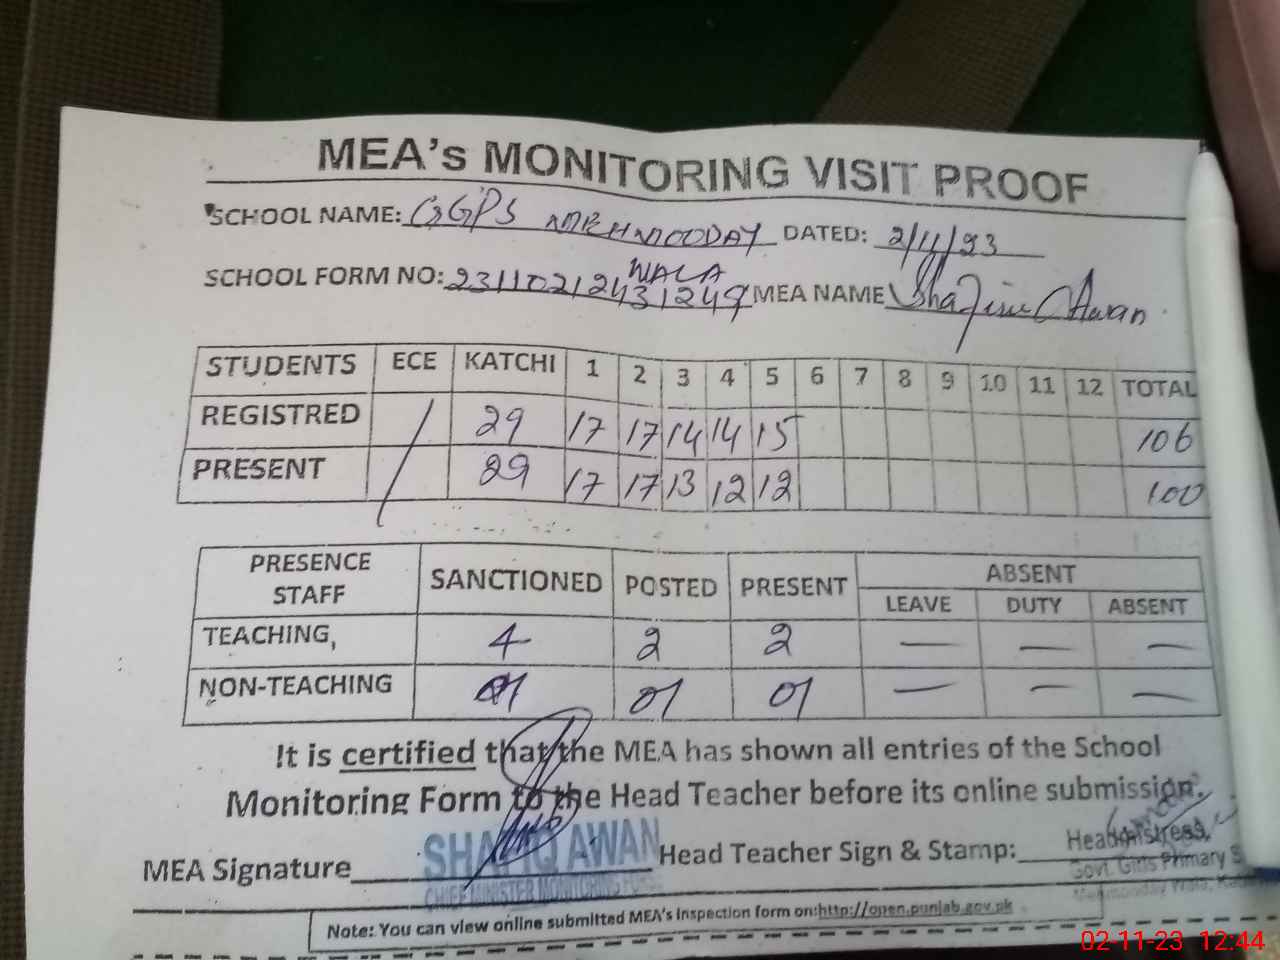 MEA's MONITORING VISIT PROOF
SCHOOL NAME: GGPS MEHMOODAY DATED: 2/11/23
WALA
SCHOOL FORM NO: 23110212431249 MEA NAME Shafiq Awan
STUDENTS ECE KATCHI 1 2 3 4 5 6 7 8 9 10 11 12 TOTAL
REGISTRED / 29 17 17 14 14 15 106
PRESENT 29 17 17 13 12 12 100
PRESENCE STAFF SANCTIONED POSTED PRESENT ABSENT
LEAVE DUTY ABSENT
TEACHING, 4 2 2 — — —
NON-TEACHING 01 01 01 — — —
It is certified that the MEA has shown all entries of the School
Monitoring Form to the Head Teacher before its online submission.
MEA Signature SHAFIQ AWAN Head Teacher Sign & Stamp: Headmistress,
CHIEF MINISTER MONITORING FORCE Govt. Girls Primary S
Wala,
Note: You can view online submitted MEA's Inspection form on:http://open.punjab.gov.pk
02-11-23 12:44